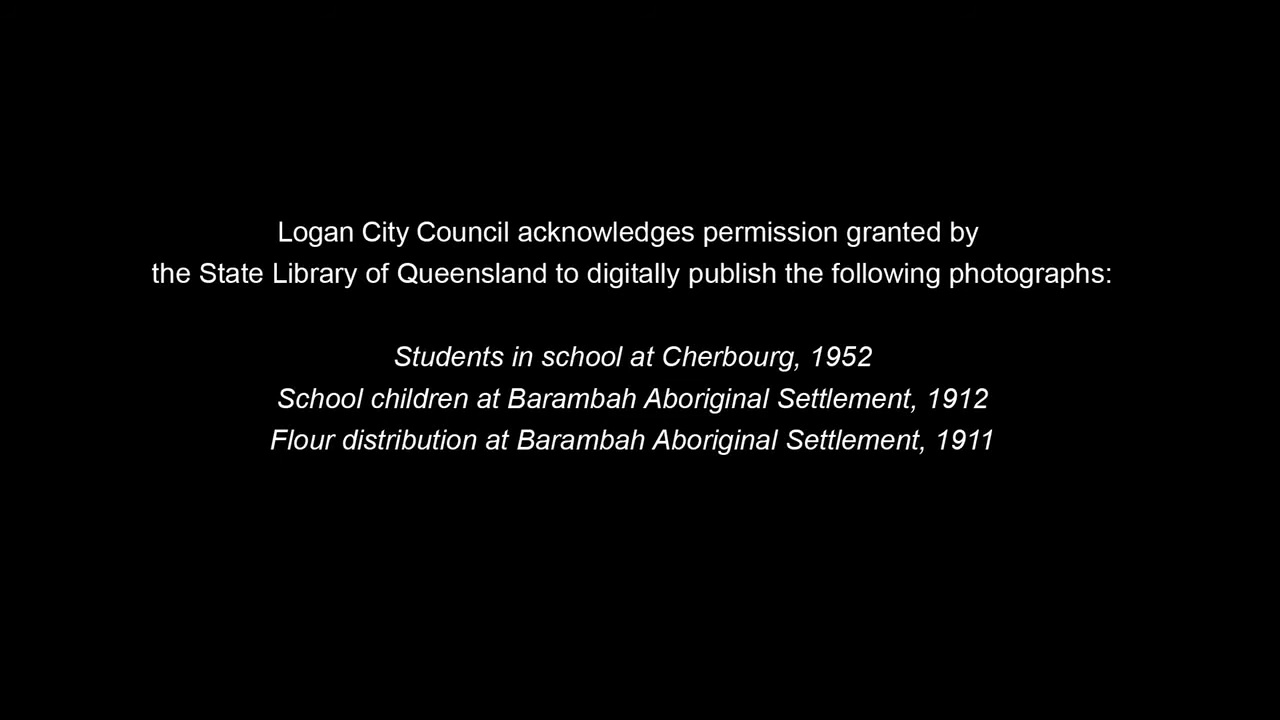 Logan City Council acknowledges permission granted by
the State Library of Queensland to digitally publish the following photographs:
Students in school at Cherbourg, 1952
School children at Barambah Aboriginal Settlement, 1912
Flour distribution at Barambah Aboriginal Settlement, 1911